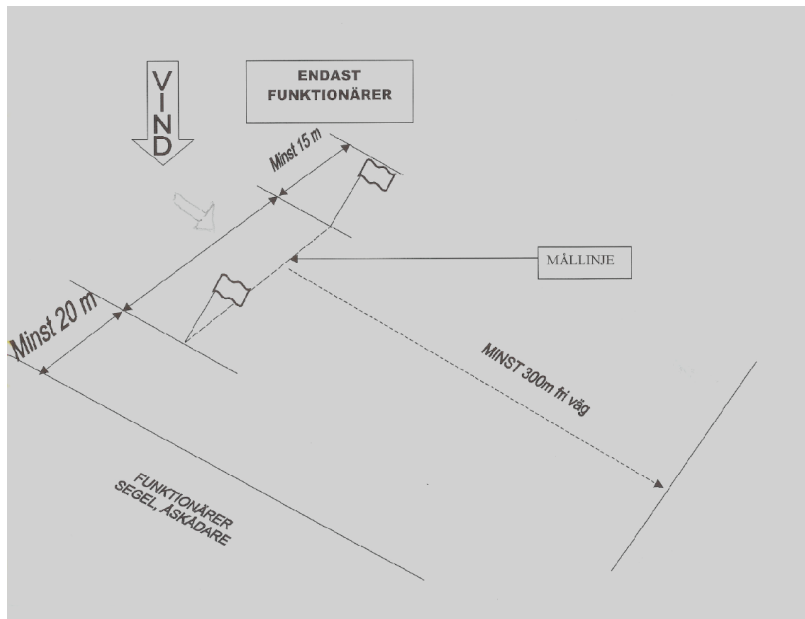 VIND
ENDAST
FUNKTIONÄRER
Minst 15 m
MÅLLINJE
Minst 20 m
MINST 300m fri väg
FUNKTIONÄRER
SEGEL, ÅSKÅDARE